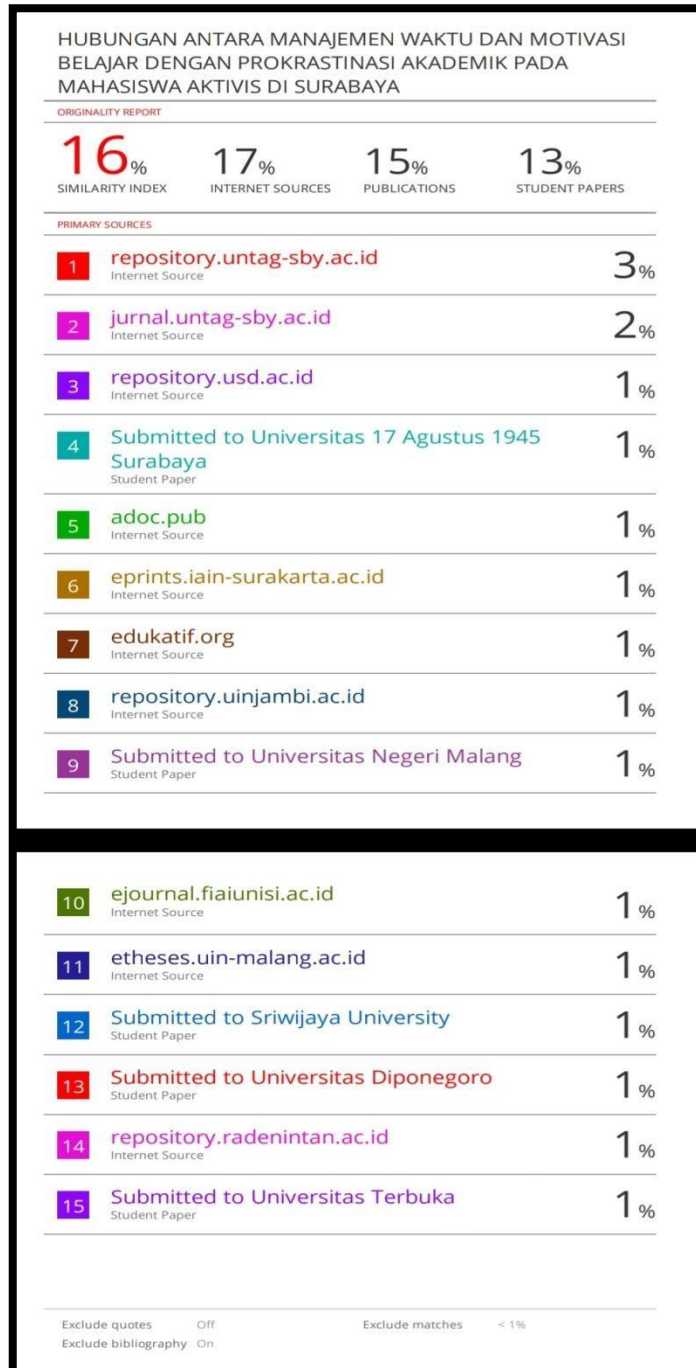 HUBUNGAN ANTARA MANAJEMEN WAKTU DAN MOTIVASI
BELAJAR DENGAN PROKRASTINASI AKADEMIK PADA
MAHASISWA AKTIVIS DI SURABAYA
ORIGINALITY REPORT
16% 17% 15% 13%
SIMILARITY INDEX INTERNET SOURCES PUBLICATIONS STUDENT PAPERS
PRIMARY SOURCES
1 repository.untag-sby.ac.id 3%
Internet Source
2 jurnal.untag-sby.ac.id 2%
Internet Source
3 repository.usd.ac.id 1%
Internet Source
4 Submitted to Universitas 17 Agustus 1945 1%
Surabaya
Student Paper
5 adoc.pub 1%
Internet Source
6 eprints.iain-surakarta.ac.id 1%
Internet Source
7 edukatif.org 1%
Internet Source
8 repository.uinjambi.ac.id 1%
Internet Source
9 Submitted to Universitas Negeri Malang 1%
Student Paper
10 ejournal.fiaiunisi.ac.id 1%
Internet Source
11 etheses.uin-malang.ac.id 1%
Internet Source
12 Submitted to Sriwijaya University 1%
Student Paper
13 Submitted to Universitas Diponegoro 1%
Student Paper
14 repository.radenintan.ac.id 1%
Internet Source
15 Submitted to Universitas Terbuka 1%
Student Paper
Exclude quotes Off Exclude matches < 1%
Exclude bibliography On